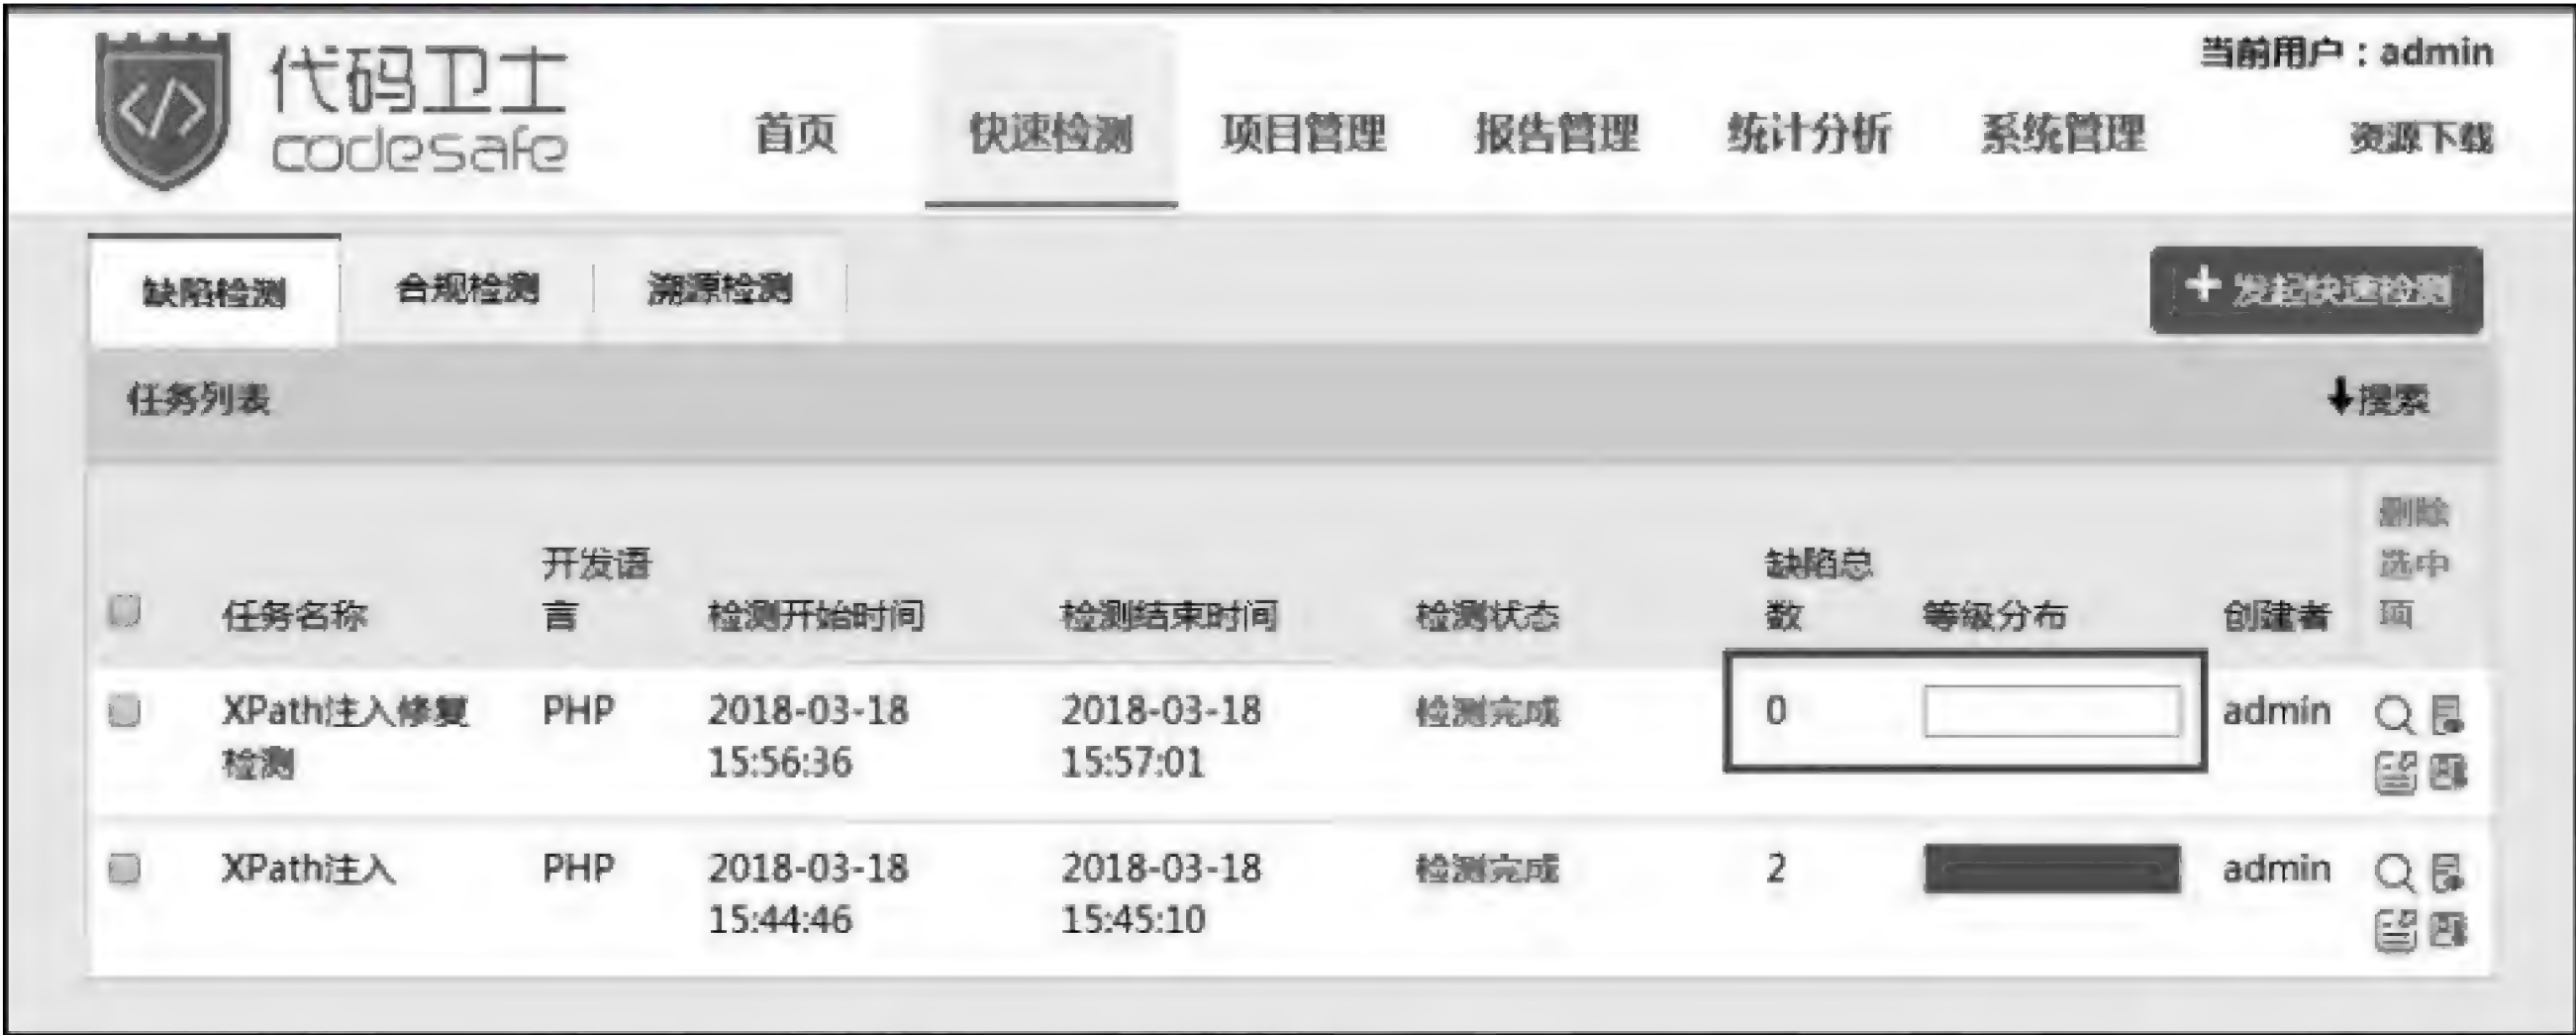 当前用户：admin
代码卫士
codesafe
首页 快速检测 项目管理 报告管理 统计分析 系统管理 资源下载
缺陷检测 合规检测 溯源检测 + 发起快速检测
任务列表 搜索
任务名称 开发语言 检测开始时间 检测结束时间 检测状态 缺陷总数 等级分布 创建者 删除选中项
XPath注入修复 PHP 2018-03-18 2018-03-18 检测完成 0 admin
检测 15:56:36 15:57:01
XPath注入 PHP 2018-03-18 2018-03-18 检测完成 2 admin
15:44:46 15:45:10